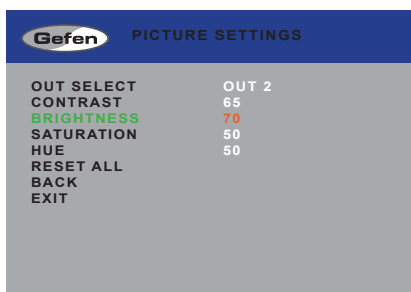 Gefen PICTURE SETTINGS
OUT SELECT OUT 2
CONTRAST 65
BRIGHTNESS 70
SATURATION 50
HUE 50
RESET ALL
BACK
EXIT